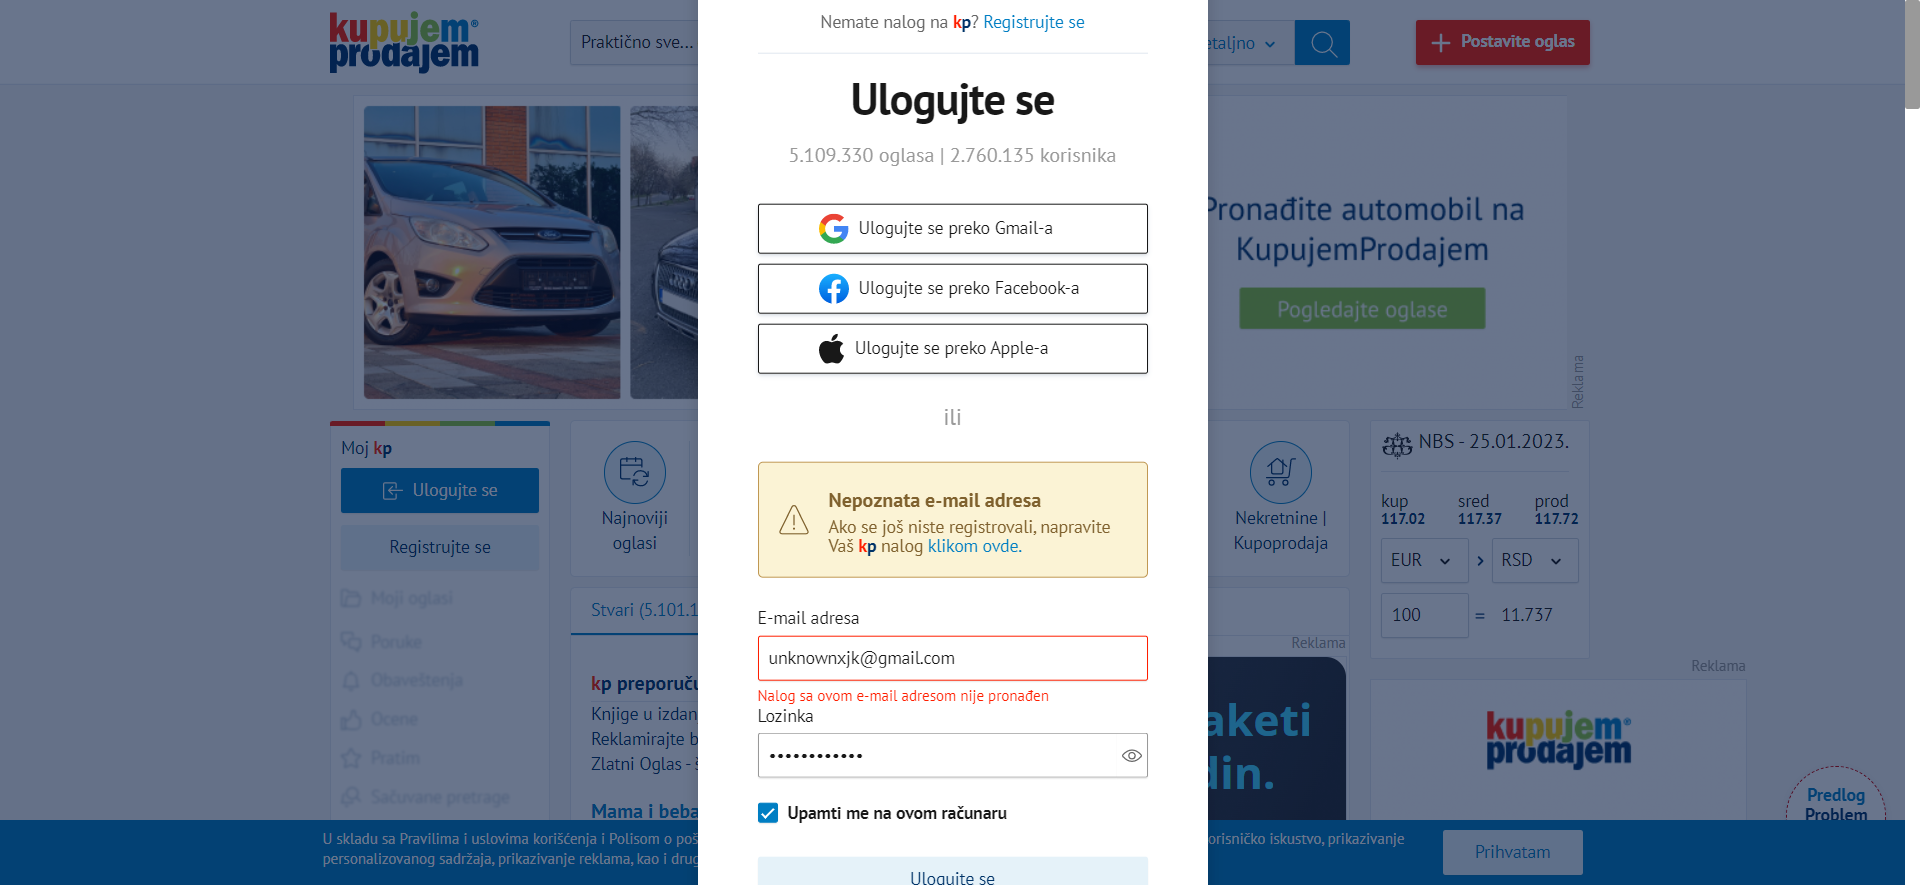 kupujem
prodajem
Praktično sve...
etaljno
Postavite oglas
Nemate nalog na kp? Registrujte se
Ulogujte se
5.109.330 oglasa | 2.760.135 korisnika
Ulogujte se preko Gmail-a
Ulogujte se preko Facebook-a
Ulogujte se preko Apple-a
ili
Nepoznata e-mail adresa
Ako se još niste registrovali, napravite
Vaš kp nalog klikom ovde.
E-mail adresa
unknownxjk@gmail.com
Nalog sa ovom e-mail adresom nije pronađen
Lozinka
••••••••••••
Upamti me na ovom računaru
Ulogujte se
Pronađite automobil na
KupujemProdajem
Pogledajte oglase
Reklama
Moj kp
Ulogujte se
Registrujte se
Moji oglasi
Poruke
Obaveštenja
Ocene
Pratim
Sačuvane pretrage
Najnoviji
oglasi
Stvari (5.101.1
kp preporuču
Knjige u izdan
Reklamirajte b
Zlatni Oglas - š
Mama i beba
Nekretnine |
Kupoprodaja
Reklama
aketi
din.
NBS - 25.01.2023.
kup sred prod
117.02 117.37 117.72
EUR > RSD
100 = 11.737
Reklama
kupujem
prodajem
Predlog
Problem
U skladu sa Pravilima i uslovima korišćenja i Polisom o poš
orisničko iskustvo, prikazivanje
personalizovanog sadržaja, prikazivanje reklama, kao i drug
Prihvatam